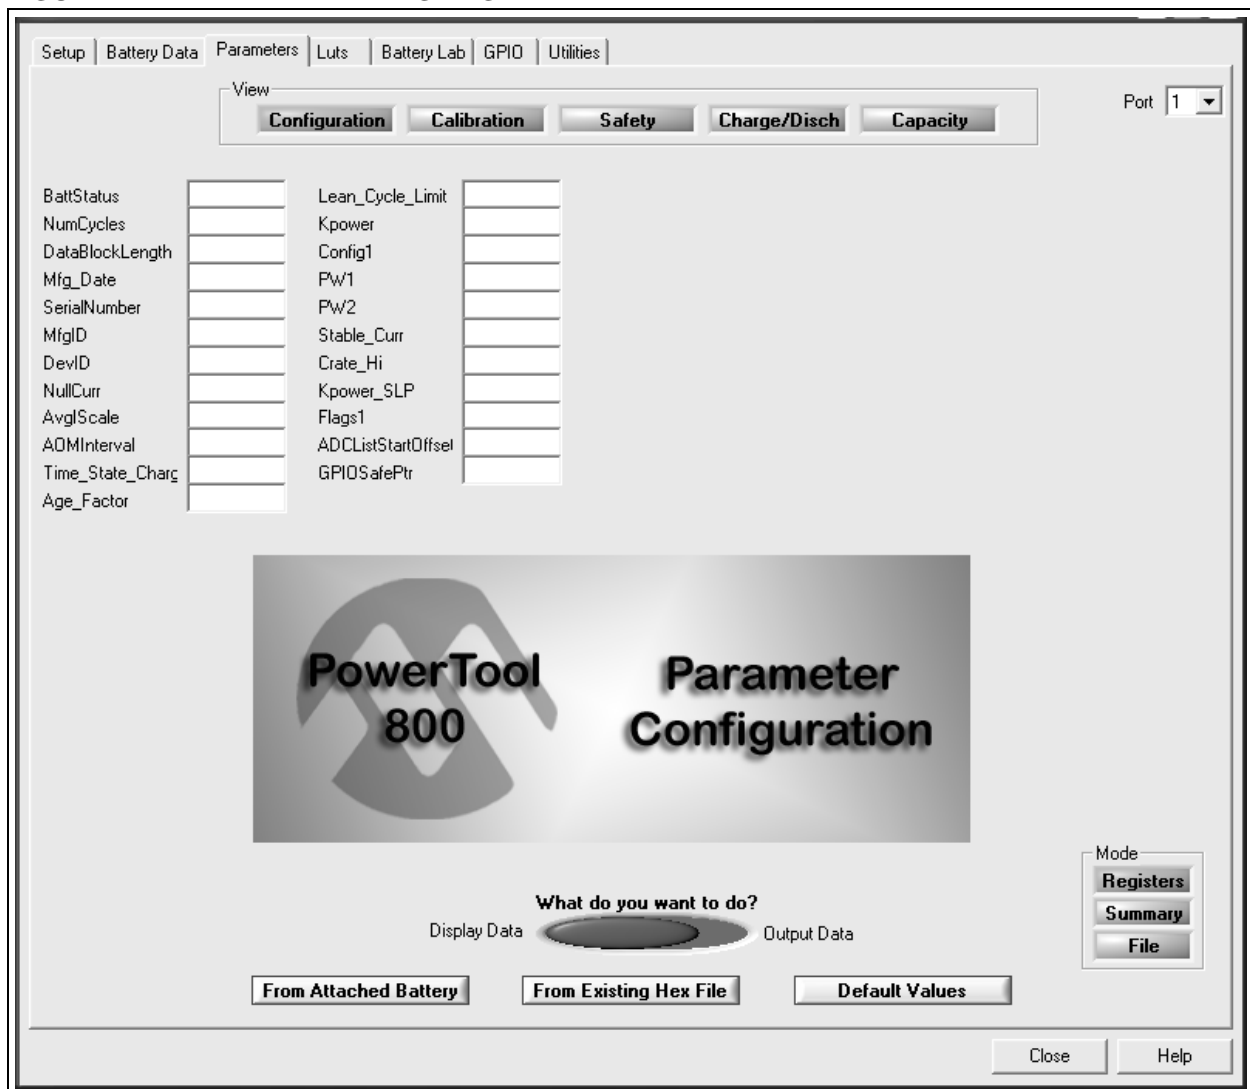 Setup Battery Data Parameters Luts Battery Lab GPIO Utilities
View
Configuration Calibration Safety Charge/Disch Capacity
Port 1
BattStatus Lean_Cycle_Limit
NumCycles Kpower
DataBlockLength Config1
Mfg_Date PW1
SerialNumber PW2
MfgID Stable_Curr
DevID Crate_Hi
NullCurr Kpower_SLP
AvgIScale Flags1
AOMInterval ADCListStartOffset
Time_State_Charg GPIOSafePtr
Age_Factor
PowerTool Parameter
800 Configuration
Mode
Registers
Summary
File
What do you want to do?
Display Data Output Data
From Attached Battery From Existing Hex File Default Values
Close Help